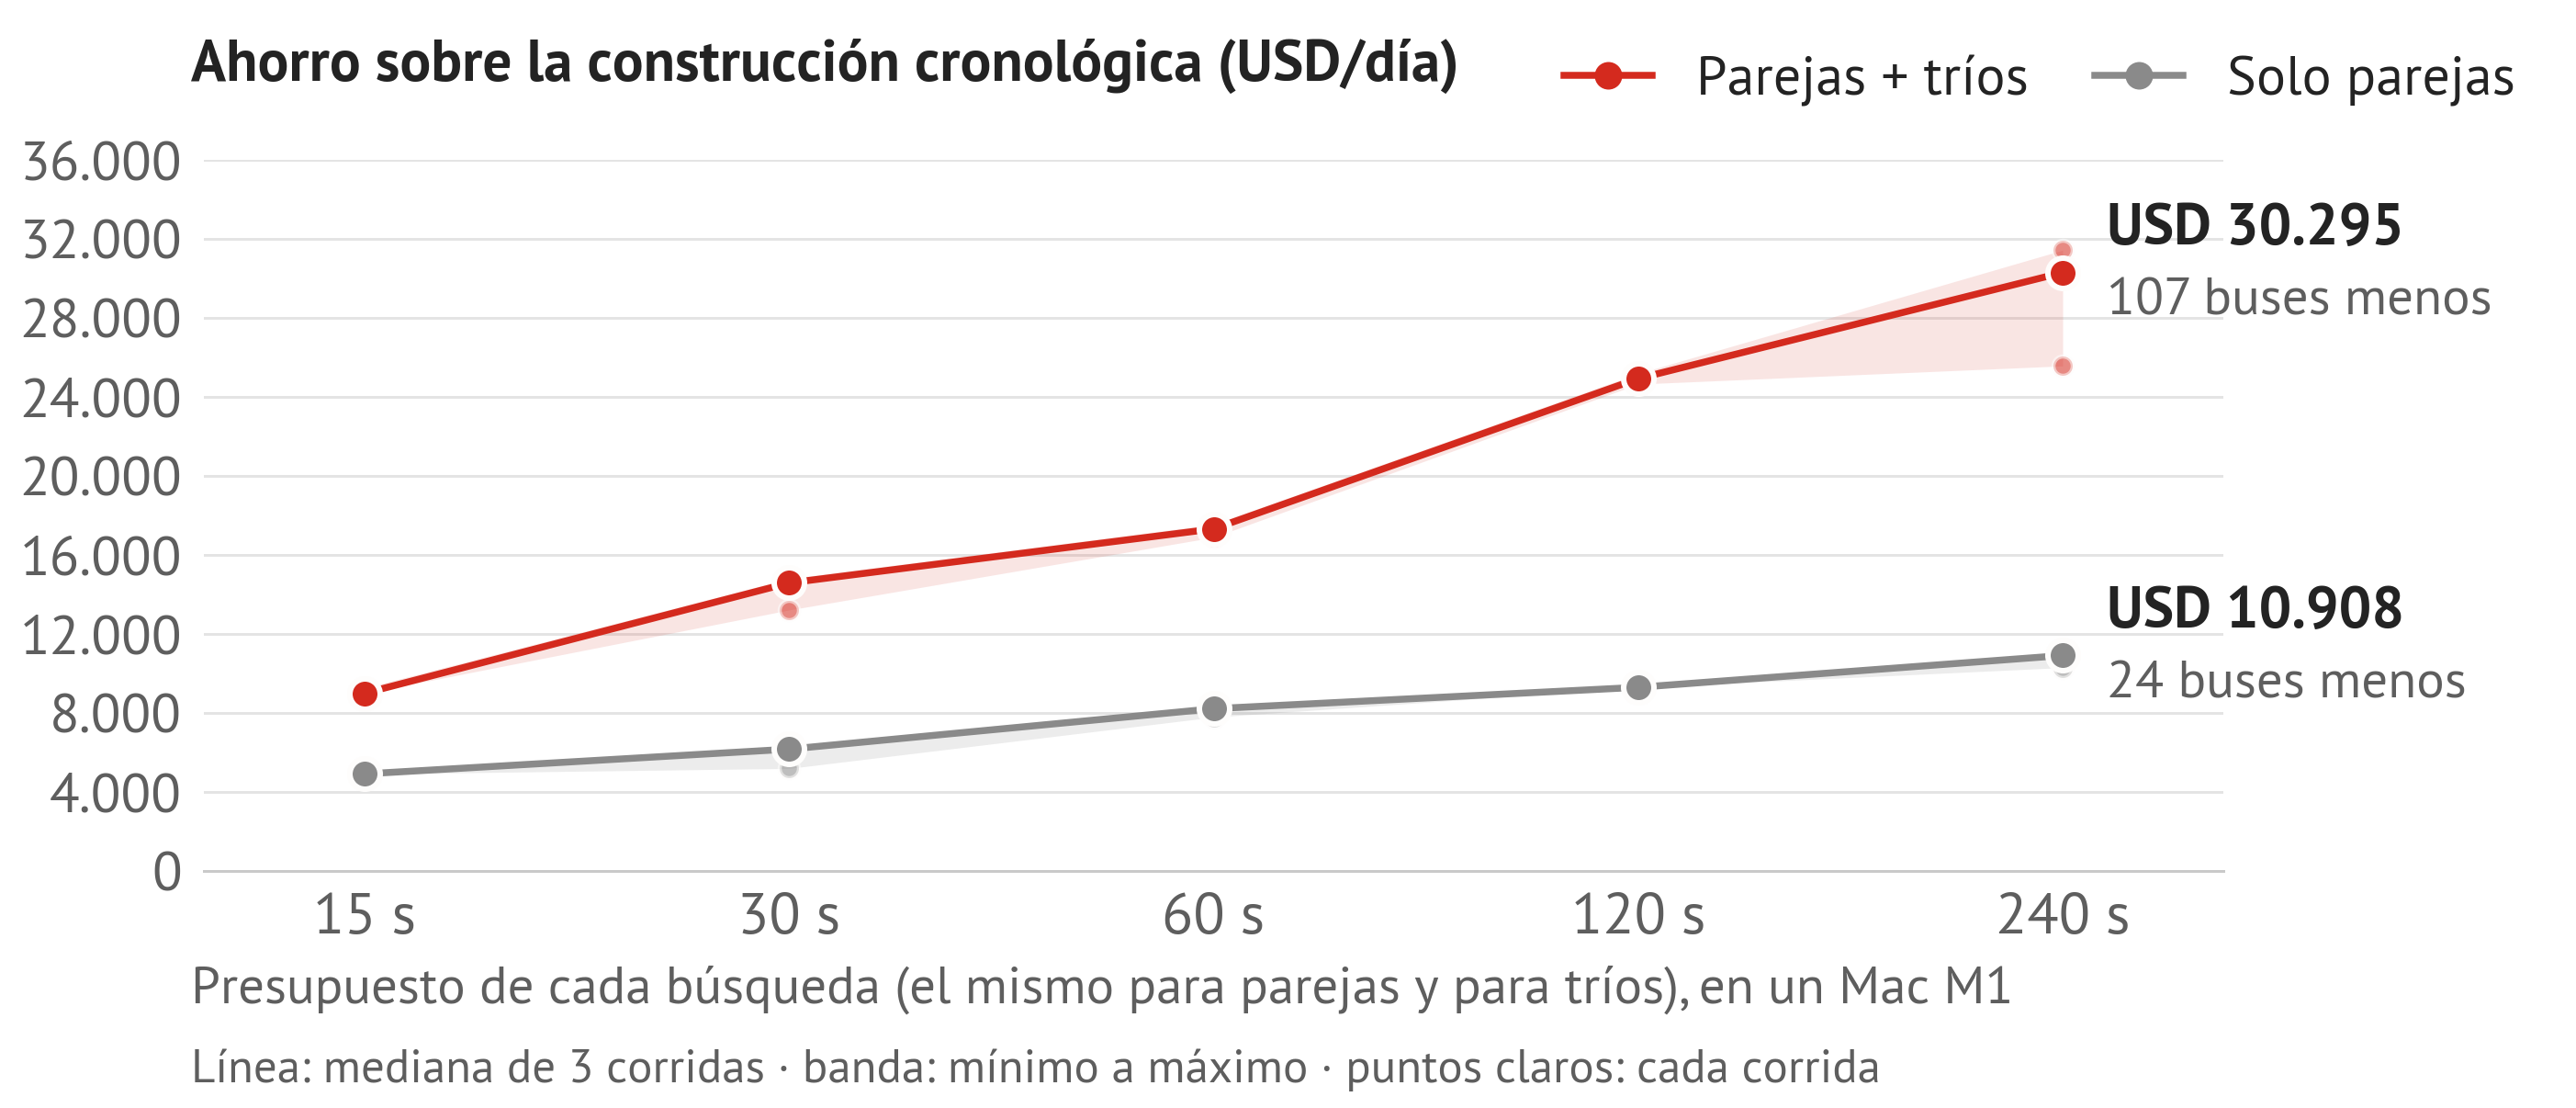 Ahorro sobre la construcción cronológica (USD/día)
Parejas + tríos
Solo parejas
36.000
32.000
28.000
24.000
20.000
16.000
12.000
8.000
4.000
0
USD 30.295
107 buses menos
USD 10.908
24 buses menos
15 s
30 s
60 s
120 s
240 s
Presupuesto de cada búsqueda (el mismo para parejas y para tríos), en un Mac M1
Línea: mediana de 3 corridas · banda: mínimo a máximo · puntos claros: cada corrida